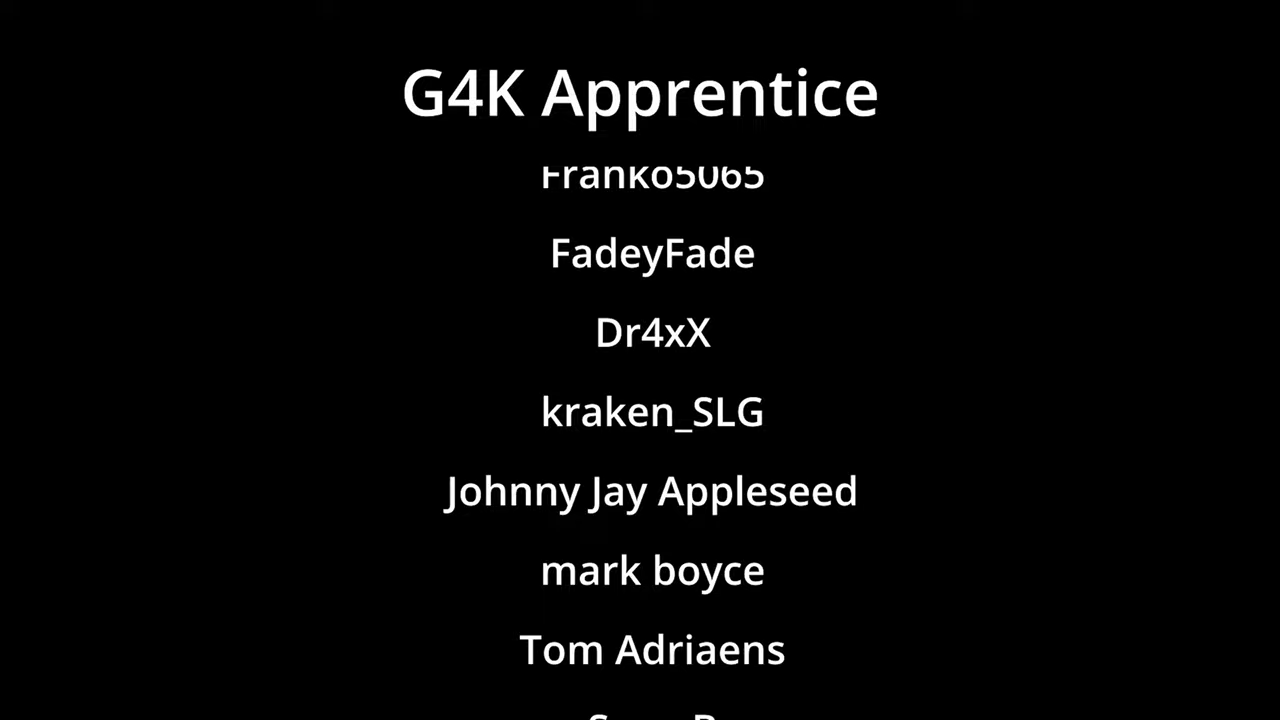 G4K Apprentice
Franko5065
FadeyFade
Dr4xX
kraken_SLG
Johnny Jay Appleseed
mark boyce
Tom Adriaens